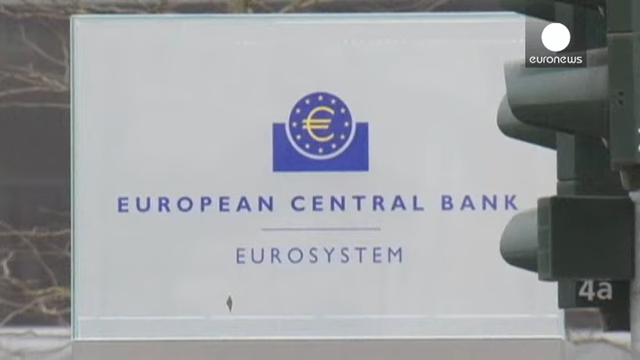 euronews
€
EUROPEAN CENTRAL BANK
EUROSYSTEM
4a